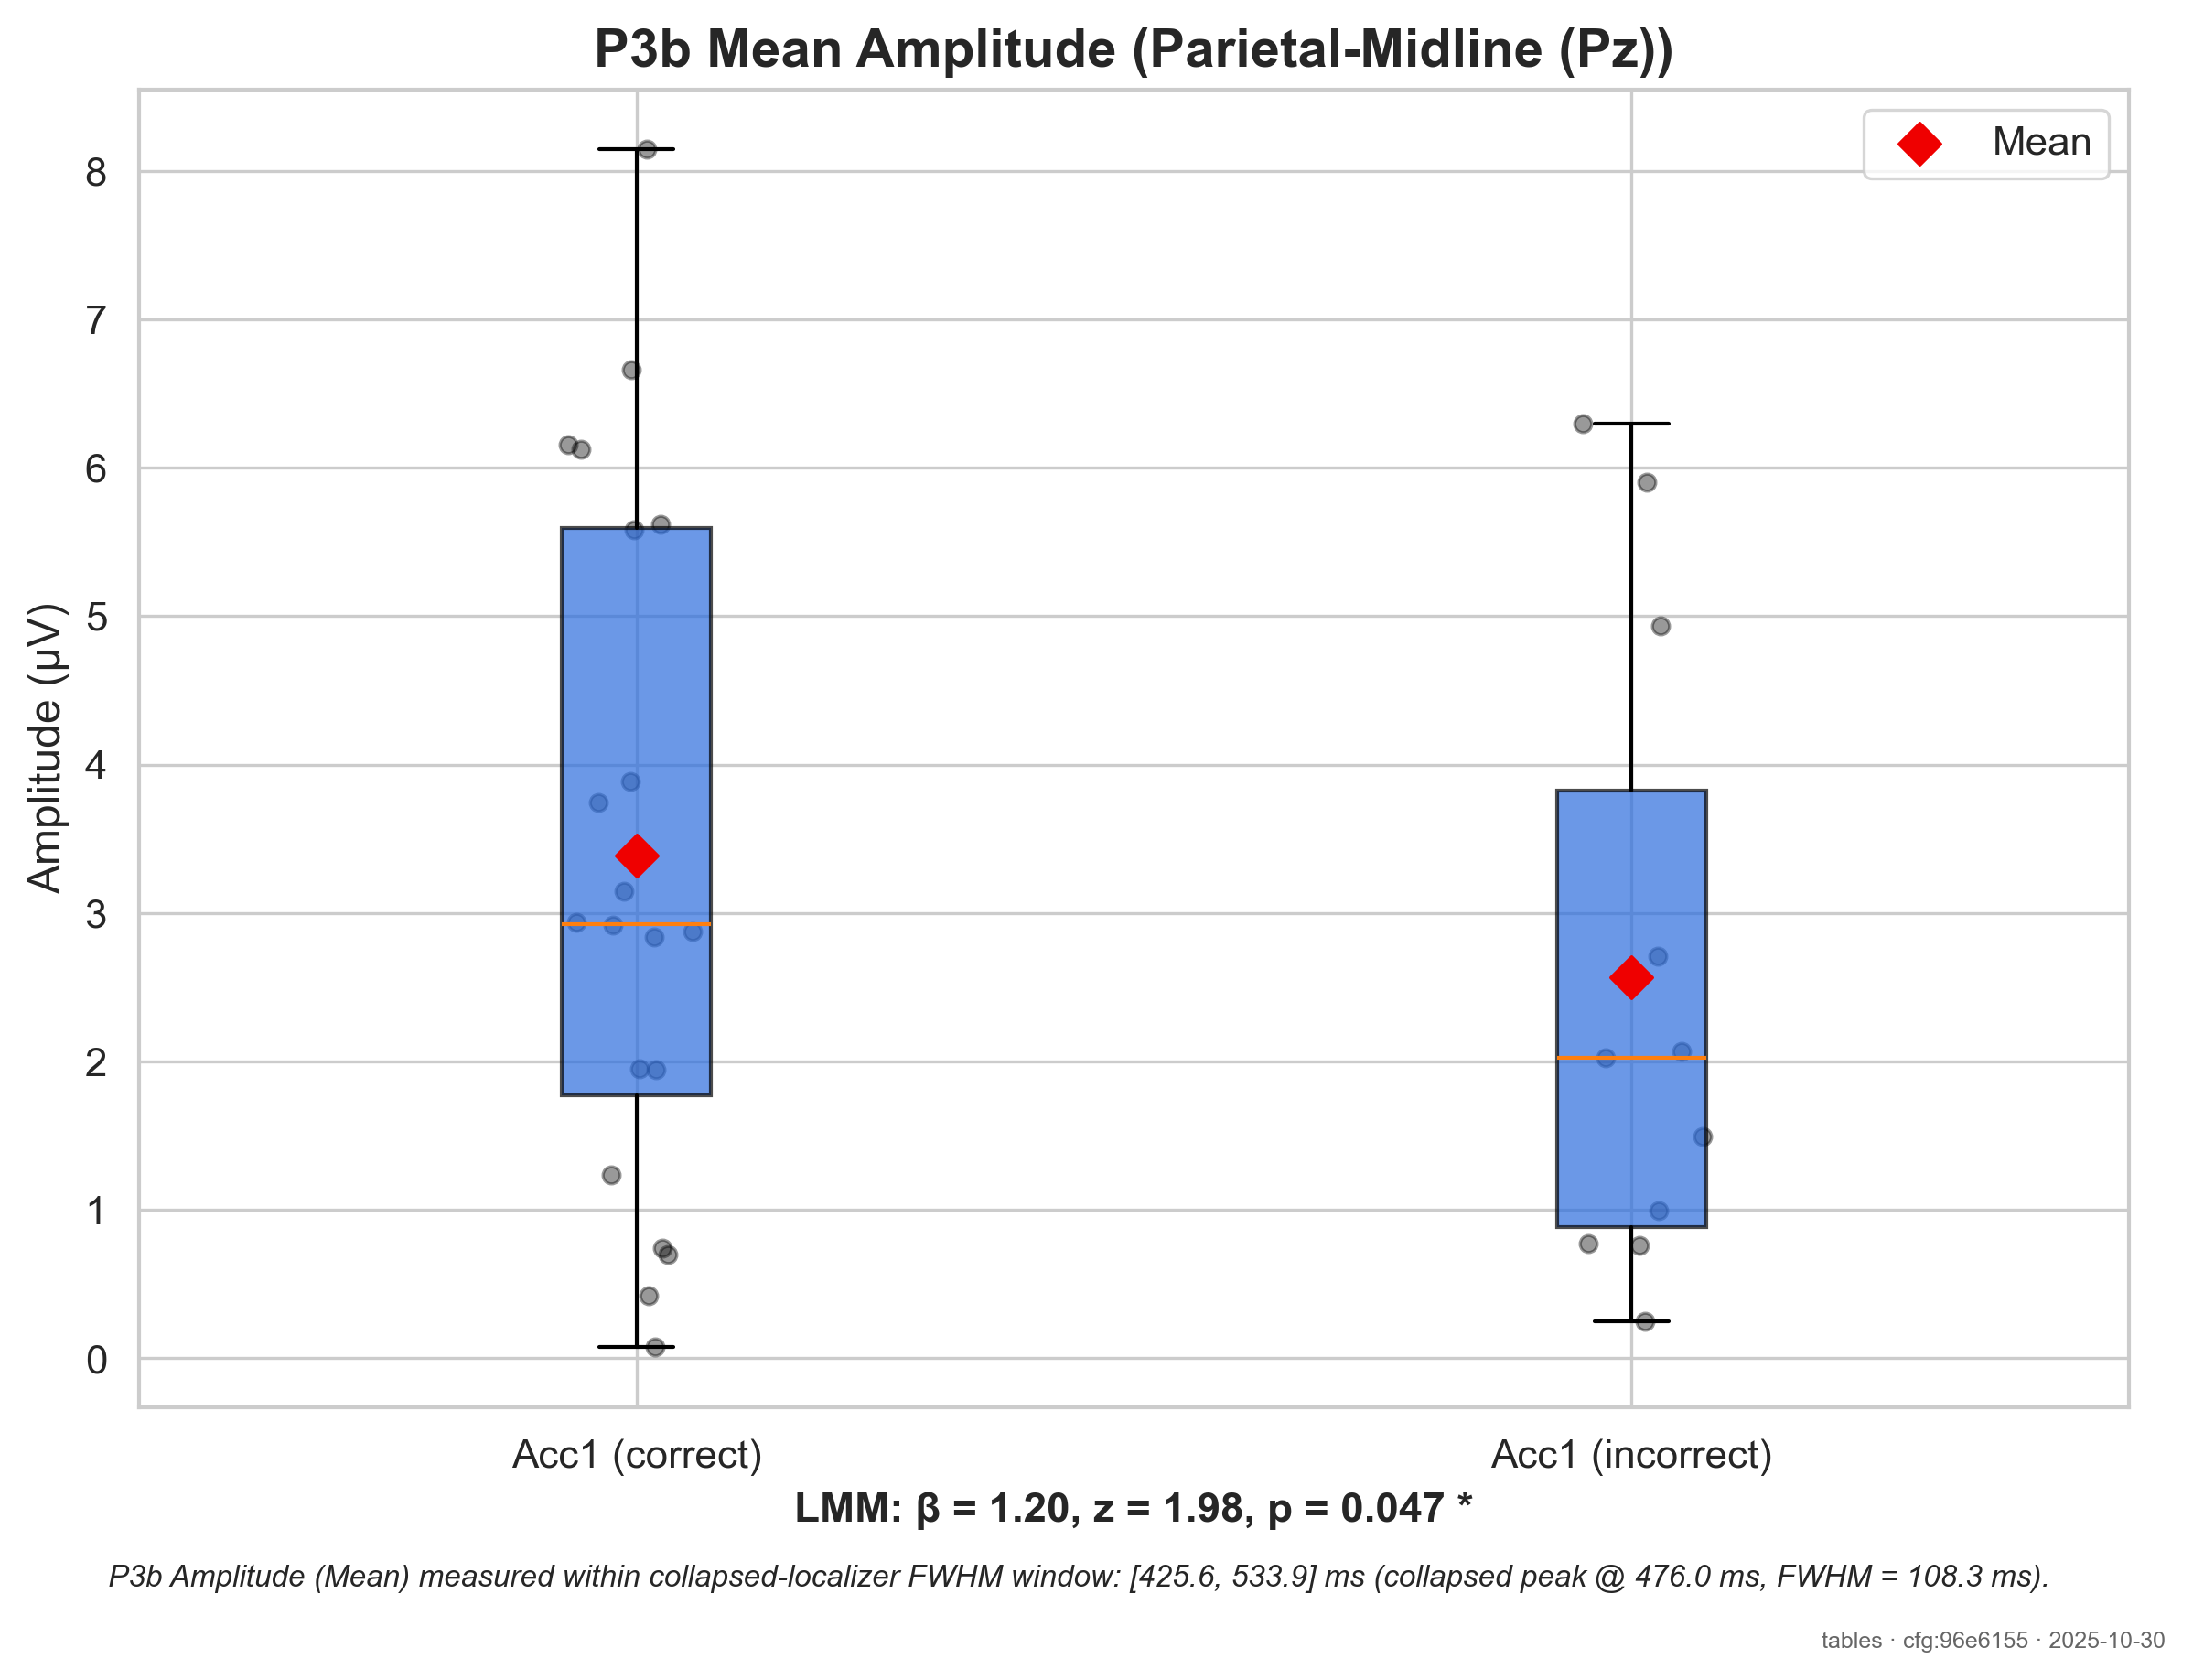 P3b Mean Amplitude (Parietal-Midline (Pz))
Mean
Amplitude (µV)
8
7
6
5
4
3
2
1
0
Acc1 (correct)
Acc1 (incorrect)
LMM: β = 1.20, z = 1.98, p = 0.047 *
P3b Amplitude (Mean) measured within collapsed-localizer FWHM window: [425.6, 533.9] ms (collapsed peak @ 476.0 ms, FWHM = 108.3 ms).
tables · cfg:96e6155 · 2025-10-30